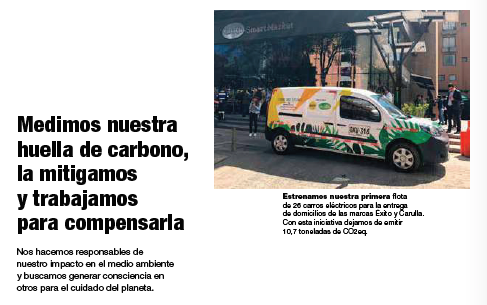 Smart Market
Medimos nuestra
huella de carbono,
la mitigamos
y trabajamos
para compensarla
Nos hacemos responsables de
nuestro impacto en el medio ambiente
y buscamos generar consciencia en
otros para el cuidado del planeta.
Estrenamos nuestra primera flota
de 26 carros eléctricos para la entrega
de domicilios de las marcas Exito y Carulla.
Con esta iniciativa dejamos de emitir
10,7 toneladas de CO2eq.